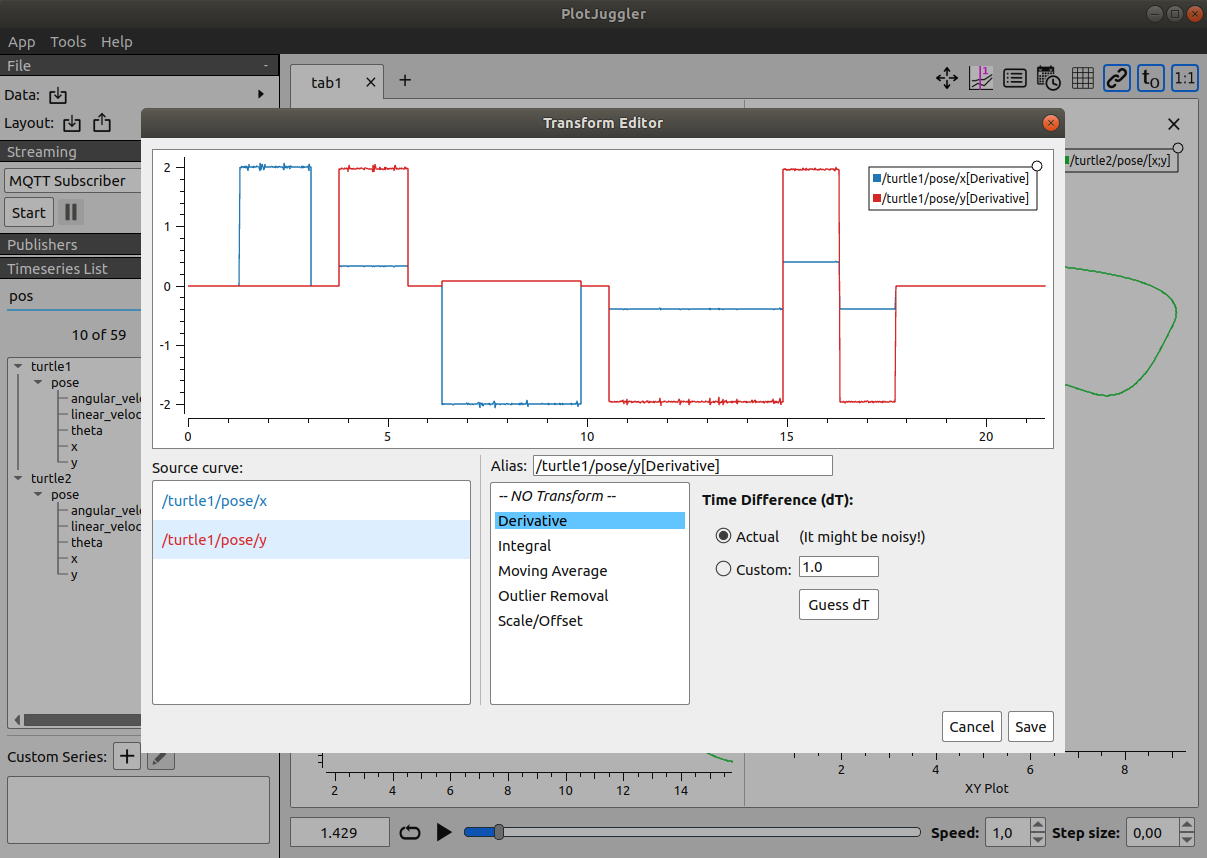 PlotJuggler
App Tools Help
File -
Data:
Layout:
Streaming
MQTT Subscriber
Start
Publishers
Timeseries List
pos
10 of 59
turtle1
pose
angular_velo
linear_veloc
theta
x
y
turtle2
pose
angular_velo
linear_veloc
theta
x
y
Custom Series:
tab1
1
t0
1:1
/turtle2/pose/[x;y]
Transform Editor
2
1
0
-1
-2
0 5 10 15 20
/turtle1/pose/x[Derivative]
/turtle1/pose/y[Derivative]
Source curve:
/turtle1/pose/x
/turtle1/pose/y
Alias: /turtle1/pose/y[Derivative]
-- NO Transform --
Derivative
Integral
Moving Average
Outlier Removal
Scale/Offset
Time Difference (dT):
Actual (It might be noisy!)
Custom: 1.0
Guess dT
Cancel Save
2 4 6 8 10 12 14
2 4 6 8
XY Plot
1.429
Speed: 1,0 Step size: 0,00